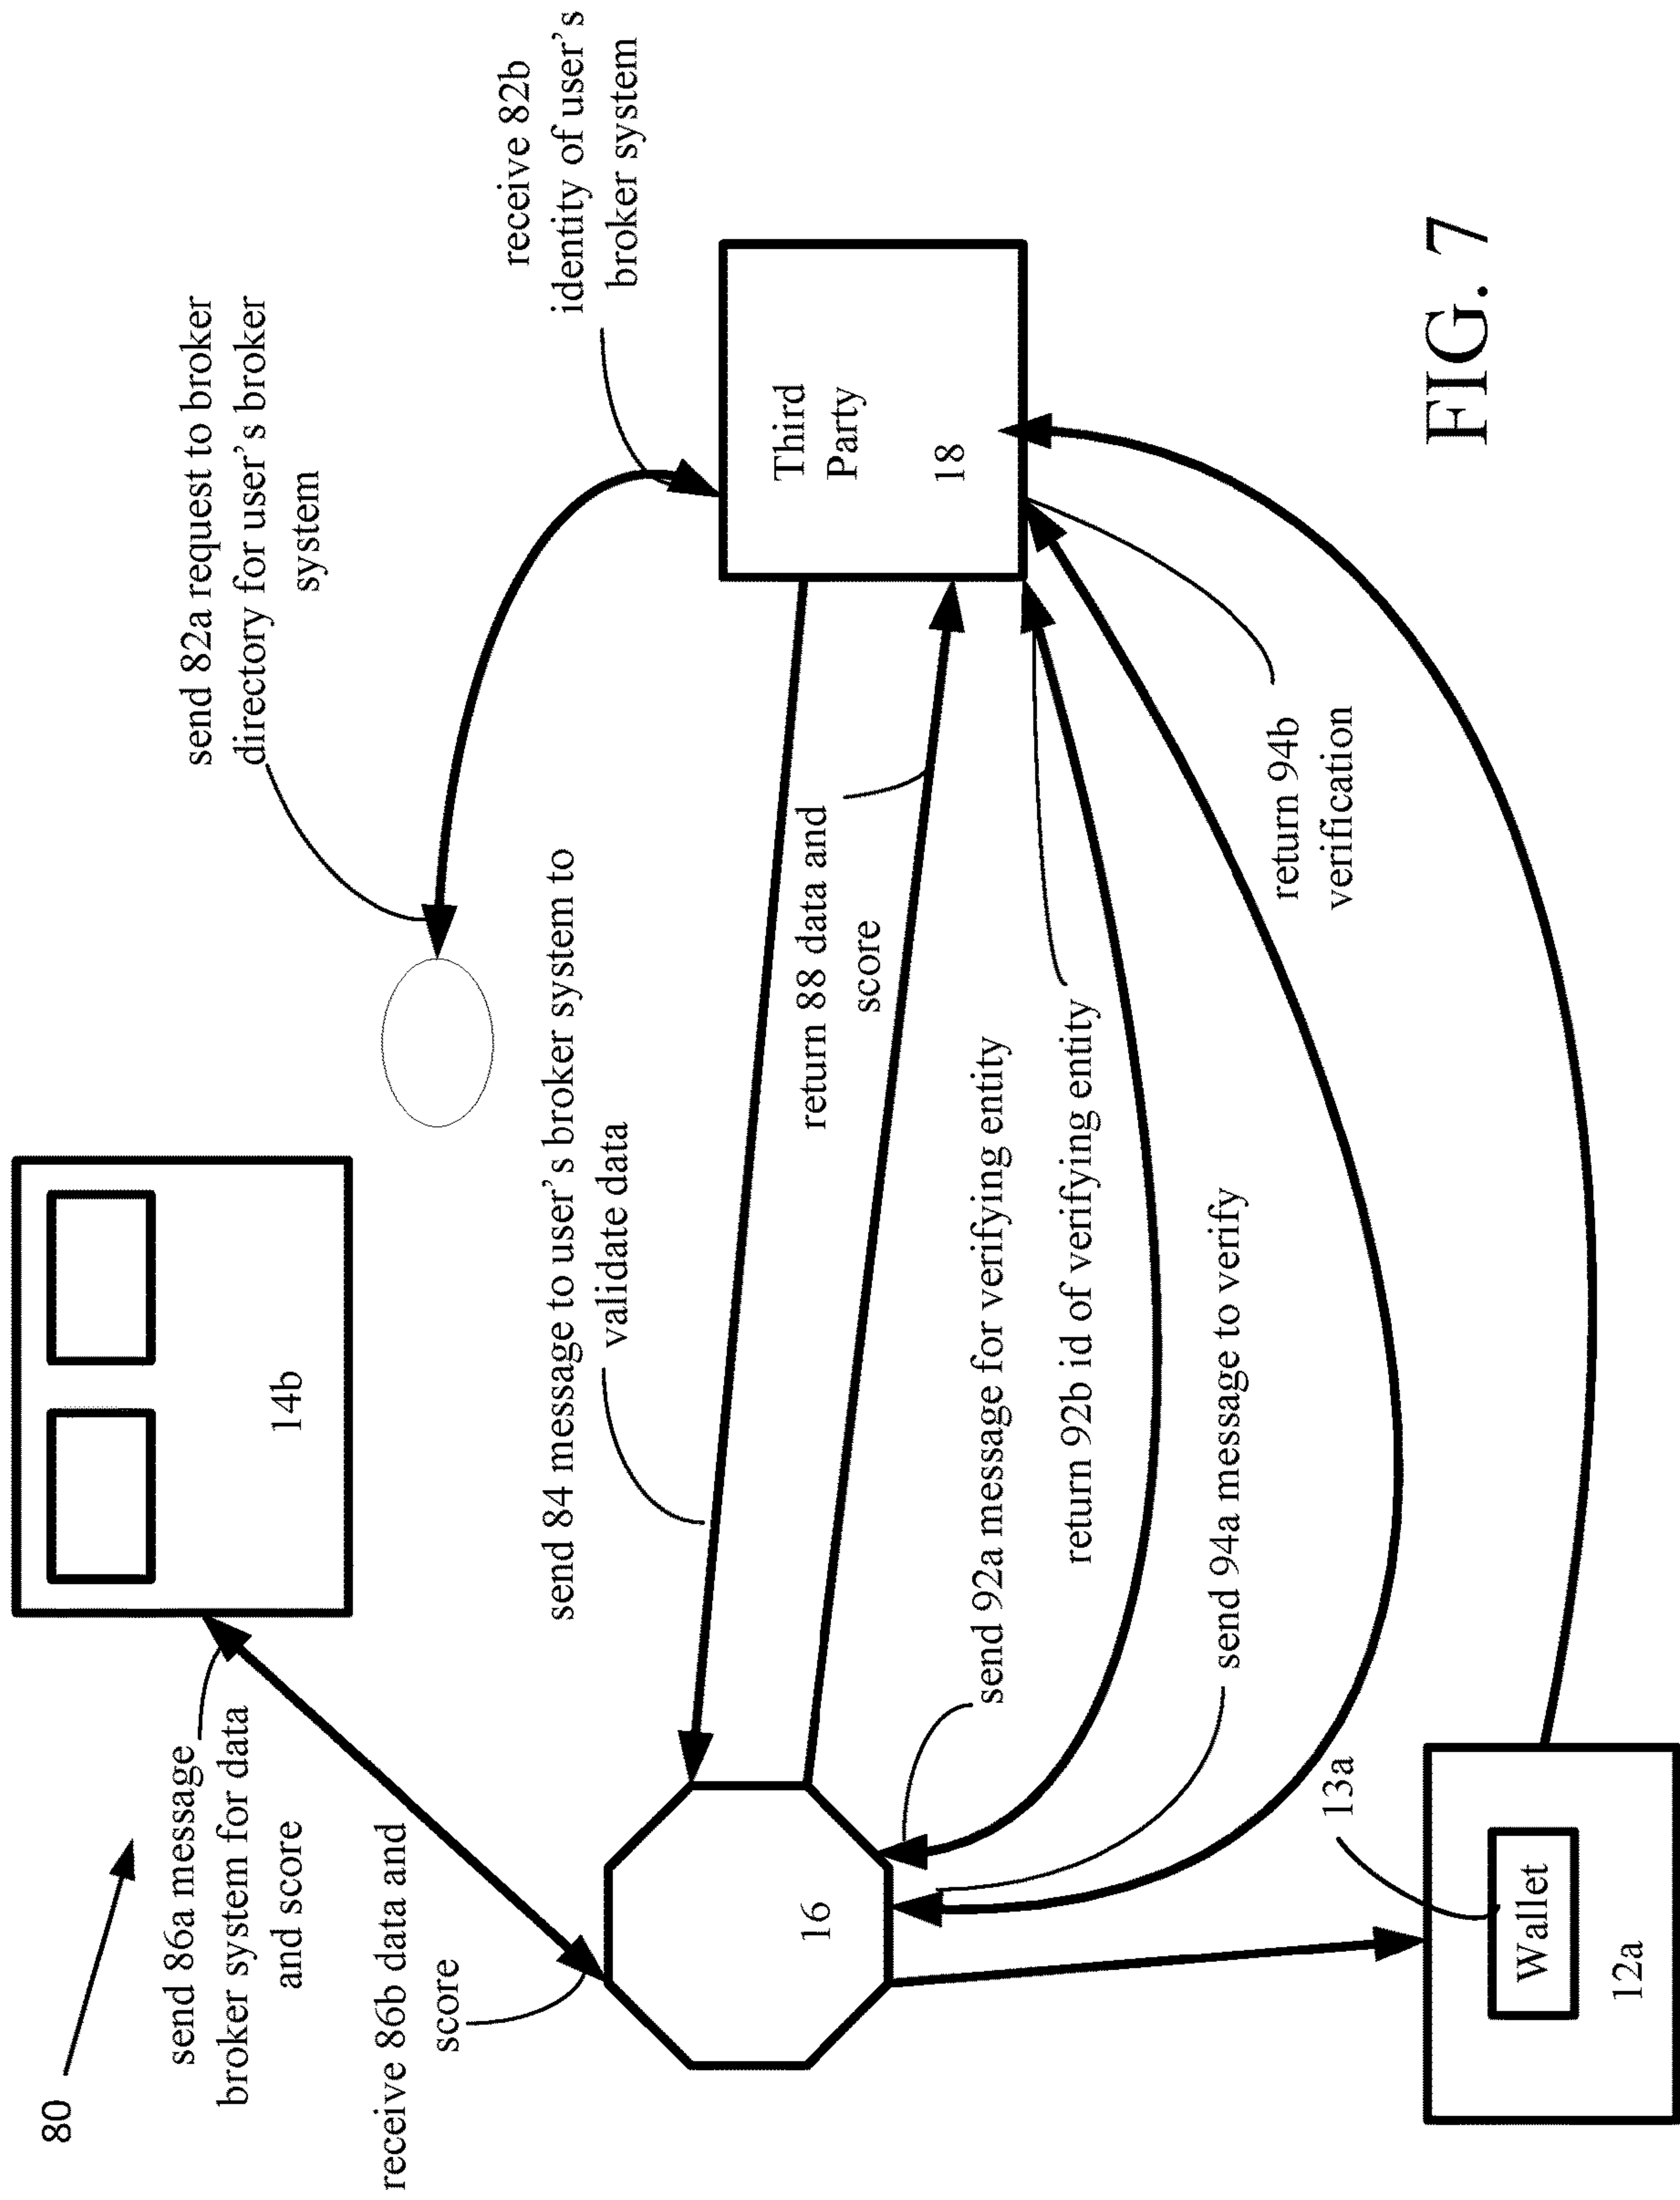 80
send 86a message
broker system for data
and score
receive 86b data and
score
14b
send 82a request to broker
directory for user's broker
system
receive 82b
identity of user's
broker system
send 84 message to user's broker system to
validate data
return 88 data and
score
Third
Party
18
16
send 92a message for verifying entity
return 92b id of verifying entity
send 94a message to verify
return 94b
verification
13a
Wallet
12a
FIG. 7